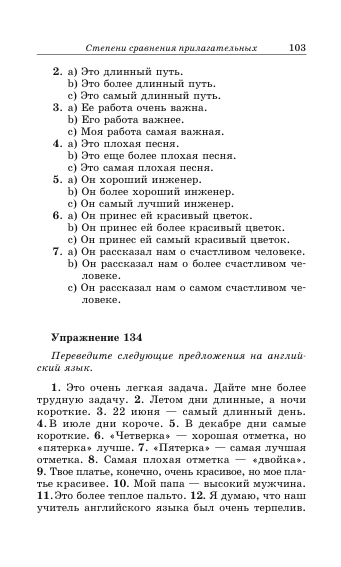 Степени сравнения прилагательных 103
2. a) Это длинный путь.
b) Это более длинный путь.
c) Это самый длинный путь.
3. a) Ее работа очень важна.
b) Его работа важнее.
c) Моя работа самая важная.
4. a) Это плохая песня.
b) Это еще более плохая песня.
c) Это самая плохая песня.
5. a) Он хороший инженер.
b) Он более хороший инженер.
c) Он самый лучший инженер.
6. a) Он принес ей красивый цветок.
b) Он принес ей более красивый цветок.
c) Он принес ей самый красивый цветок.
7. a) Он рассказал нам о счастливом человеке.
b) Он рассказал нам о более счастливом че-
ловеке.
c) Он рассказал нам о самом счастливом че-
ловеке.
Упражнение 134
Переведите следующие предложения на англий-
ский язык.
1. Это очень легкая задача. Дайте мне более
трудную задачу. 2. Летом дни длинные, а ночи
короткие. 3. 22 июня — самый длинный день.
4. В июле дни короче. 5. В декабре дни самые
короткие. 6. «Четверка» — хорошая отметка, но
«пятерка» лучше. 7. «Пятерка» — самая лучшая
отметка. 8. Самая плохая отметка — «двойка».
9. Твое платье, конечно, очень красивое, но мое пла-
тье красивее. 10. Мой папа — высокий мужчина.
11. Это более теплое пальто. 12. Я думаю, что наш
учитель английского языка был очень терпелив.